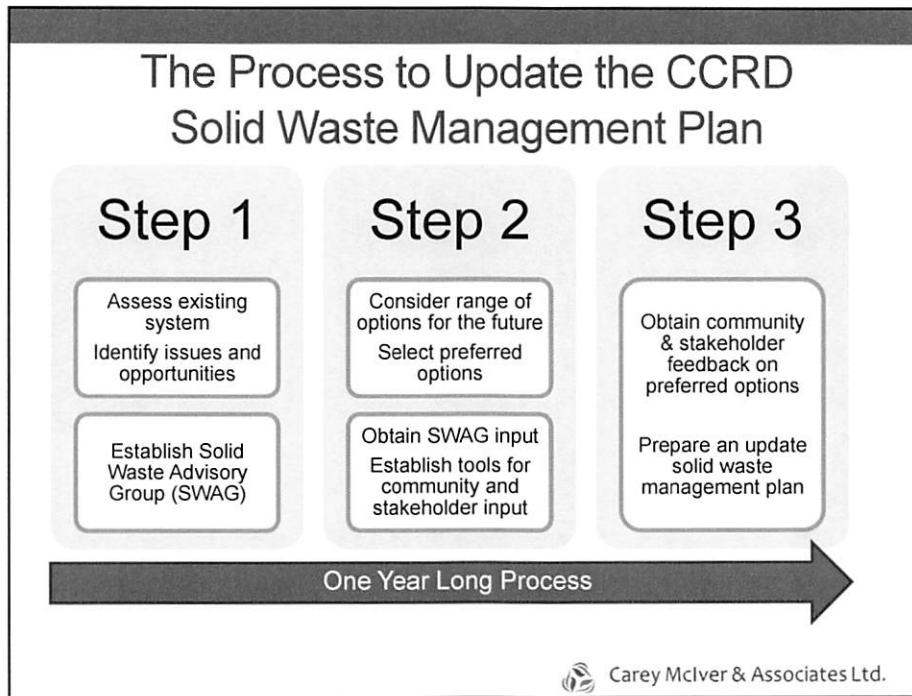 The Process to Update the CCRD
Solid Waste Management Plan
Step 1
Assess existing
system
Identify issues and
opportunities
Establish Solid
Waste Advisory
Group (SWAG)
Step 2
Consider range of
options for the future
Select preferred
options
Obtain SWAG input
Establish tools for
community and
stakeholder input
Step 3
Obtain community
& stakeholder
feedback on
preferred options
Prepare an update
solid waste
management plan
One Year Long Process
Carey McIver & Associates Ltd.